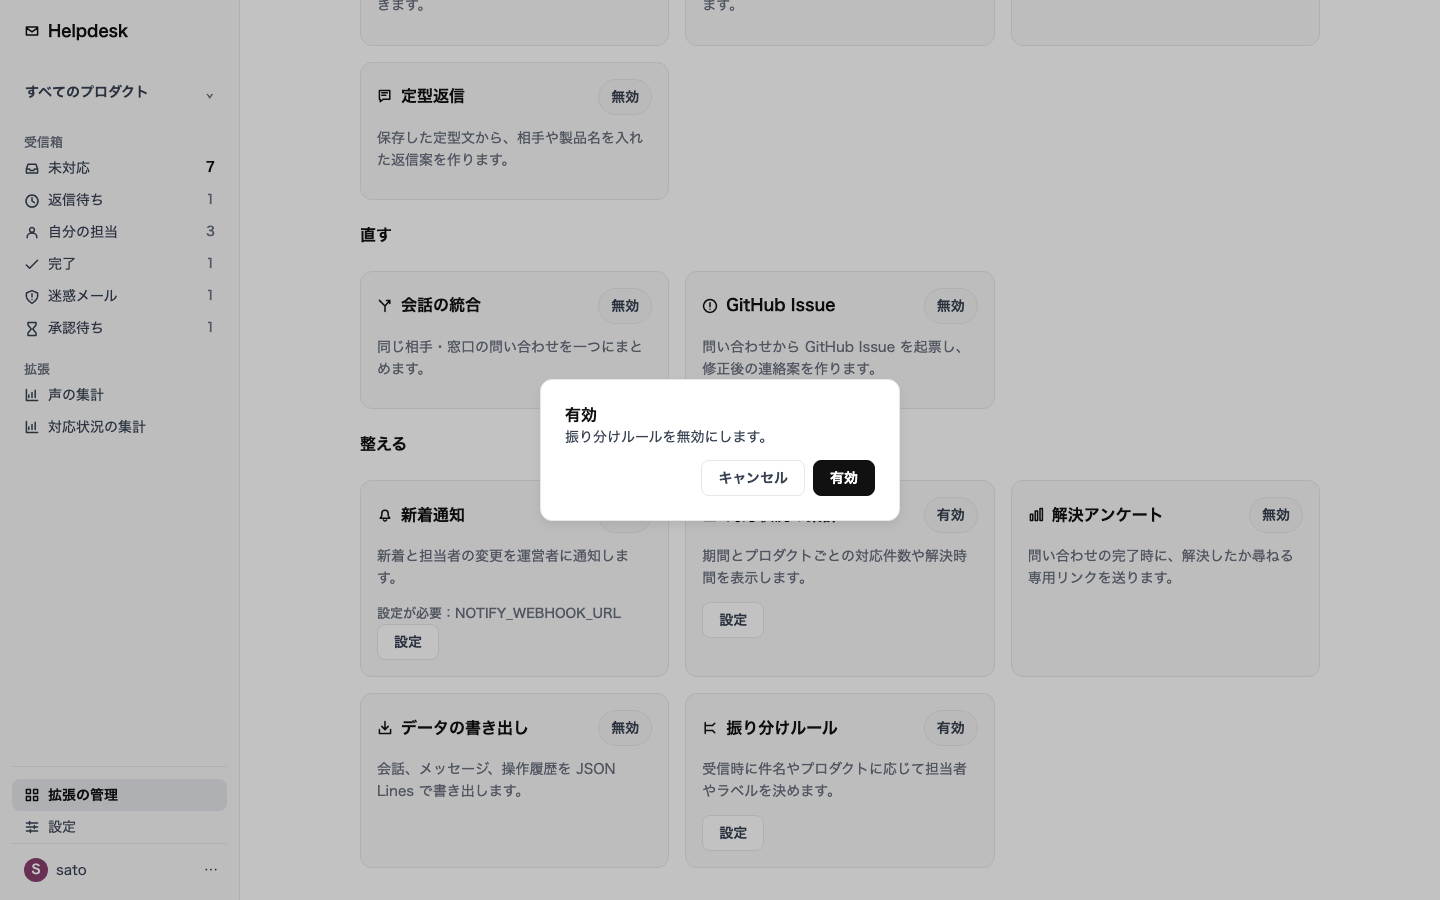 Helpdesk
すべてのプロダクト
受信箱
未対応 7
返信待ち 1
自分の担当 3
完了 1
迷惑メール 1
承認待ち 1
拡張
声の集計
対応状況の集計
拡張の管理
設定
S sato …
きます。
ます。
定型返信 無効
保存した定型文から、相手や製品名を入れ
た返信案を作ります。
直す
会話の統合 無効
同じ相手・窓口の問い合わせを一つにまと
めます。
GitHub Issue 無効
問い合わせから GitHub Issue を起票し、
修正後の連絡案を作ります。
有効
振り分けルールを無効にします。
キャンセル 有効
整える
新着通知
新着と担当者の変更を運営者に通知しま
す。
設定が必要：NOTIFY_WEBHOOK_URL
設定
有効
期間とプロダクトごとの対応件数や解決時
間を表示します。
設定
解決アンケート 無効
問い合わせの完了時に、解決したか尋ねる
専用リンクを送ります。
データの書き出し 無効
会話、メッセージ、操作履歴を JSON
Lines で書き出します。
振り分けルール 有効
受信時に件名やプロダクトに応じて担当者
やラベルを決めます。
設定